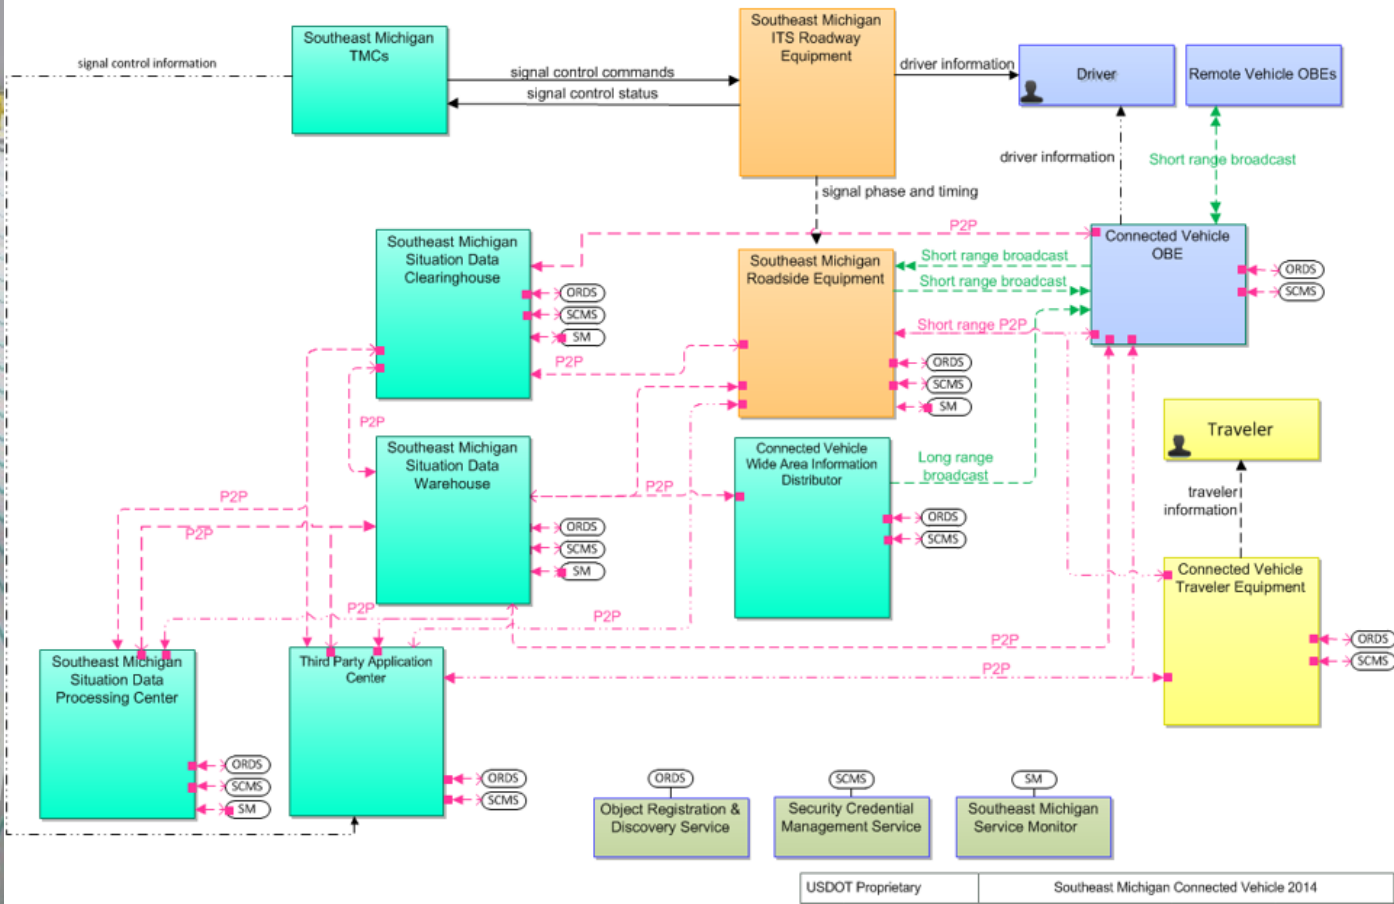 Southeast Michigan
TMCs
Southeast Michigan
ITS Roadway
Equipment
Driver
Remote Vehicle OBEs
signal control information
signal control commands
signal control status
driver information
driver information
Short range broadcast
signal phase and timing
P2P
Southeast Michigan
Situation Data
Clearinghouse
ORDS
SCMS
SM
Southeast Michigan
Roadside Equipment
ORDS
SCMS
SM
Short range broadcast
Short range broadcast
Short range P2P
Connected Vehicle
OBE
ORDS
SCMS
P2P
P2P
Southeast Michigan
Situation Data
Warehouse
ORDS
SCMS
SM
P2P
Connected Vehicle
Wide Area Information
Distributor
ORDS
SCMS
Long range
broadcast
Traveler
traveler
information
Connected Vehicle
Traveler Equipment
ORDS
SCMS
P2P
P2P
P2P
P2P
P2P
P2P
Southeast Michigan
Situation Data
Processing Center
ORDS
SCMS
SM
Third Party Application
Center
ORDS
SCMS
ORDS
Object Registration &
Discovery Service
SCMS
Security Credential
Management Service
SM
Southeast Michigan
Service Monitor
USDOT Proprietary
Southeast Michigan Connected Vehicle 2014